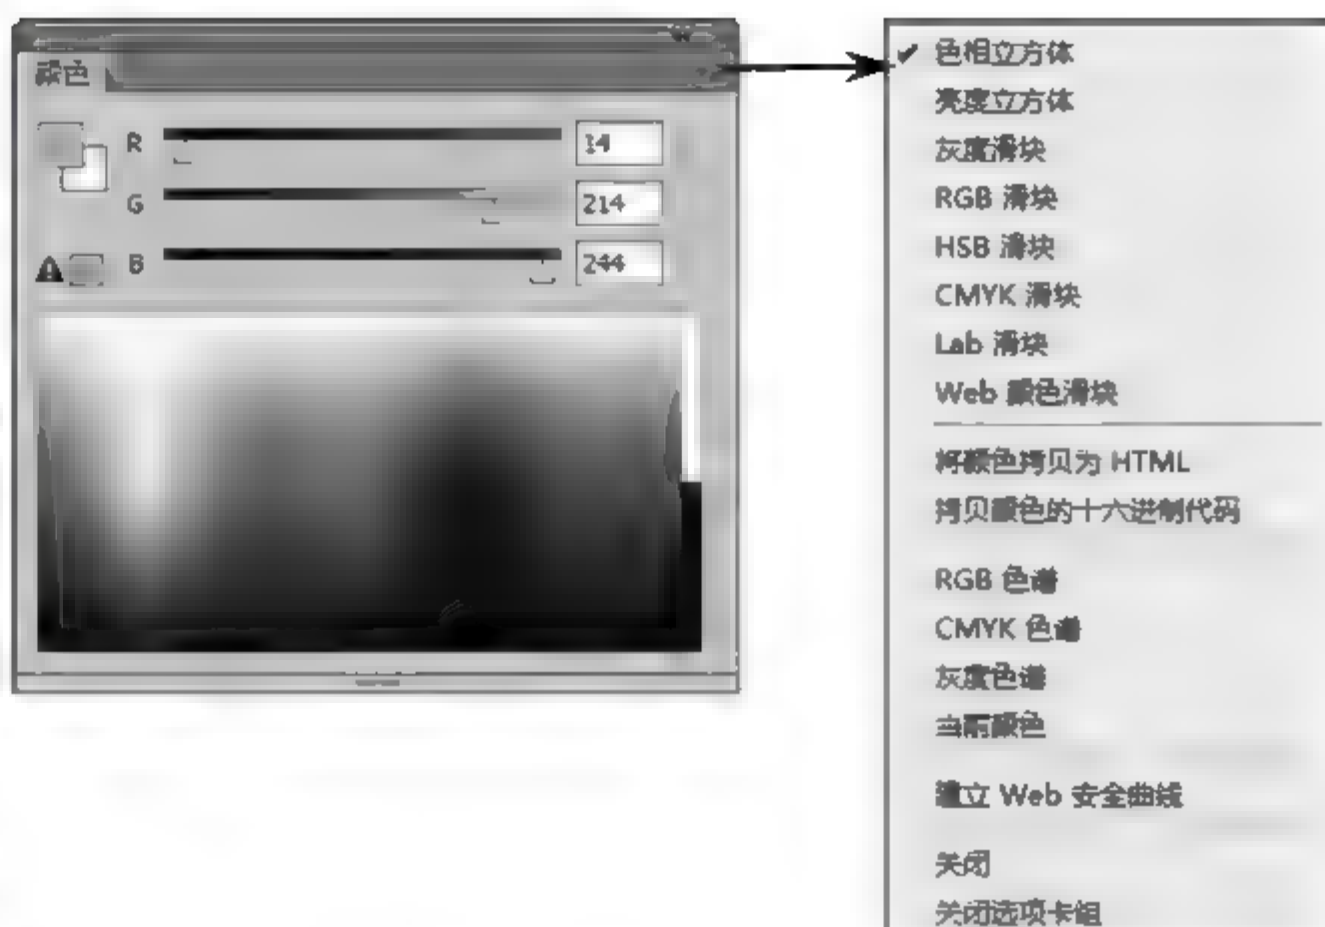 颜色
R 14
G 214
B 244
色相立方体
亮度立方体
灰度滑块
RGB 滑块
HSB 滑块
CMYK 滑块
Lab 滑块
Web 颜色滑块
将颜色拷贝为 HTML
拷贝颜色的十六进制代码
RGB 色谱
CMYK 色谱
灰度色谱
当前颜色
建立 Web 安全曲线
关闭
关闭选项卡组